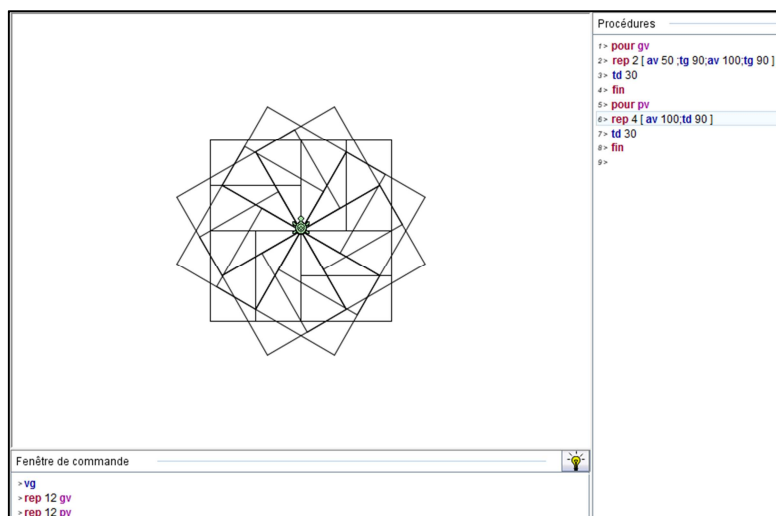 Procédures
1> pour gv
2> rep 2 [ av 50 ;tg 90;av 100;tg 90 ]
3> td 30
4> fin
5> pour pv
6> rep 4 [ av 100;td 90 ]
7> td 30
8> fin
9>
Fenêtre de commande
> vg
> rep 12 gv
> rep 12 pv